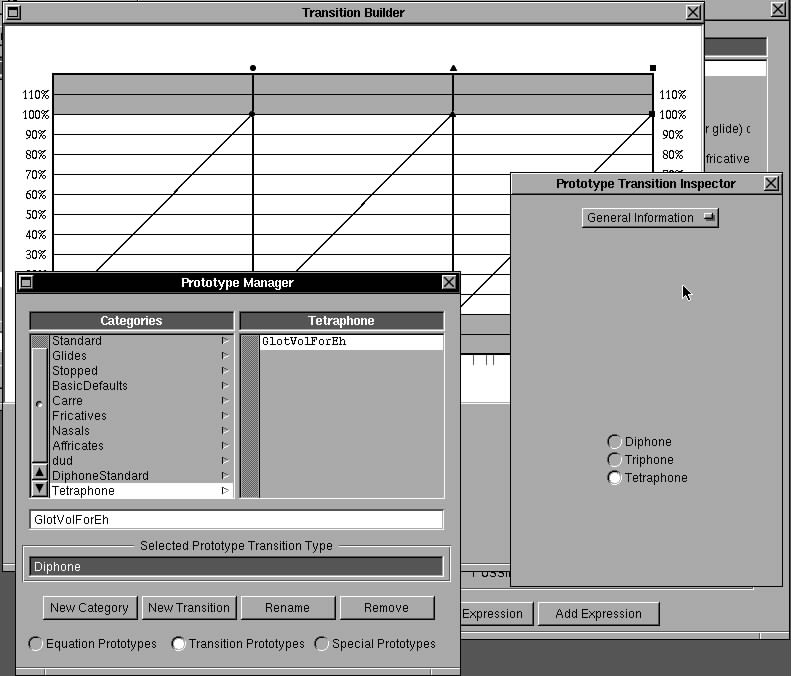 Transition Builder
110%
100%
90%
80%
70%
60%
50%
40%
30%
110%
100%
90%
80%
r glide) c
fricative
Prototype Transition Inspector
General Information
Diphone
Triphone
Tetraphone
Prototype Manager
Categories
Tetraphone
Standard
Glides
Stopped
BasicDefaults
Carre
Fricatives
Nasals
Affricates
dud
DiphoneStandard
Tetraphone
GlotVolForEh
GlotVolForEh
Selected Prototype Transition Type
Diphone
New Category
New Transition
Rename
Remove
Equation Prototypes
Transition Prototypes
Special Prototypes
Expression
Add Expression